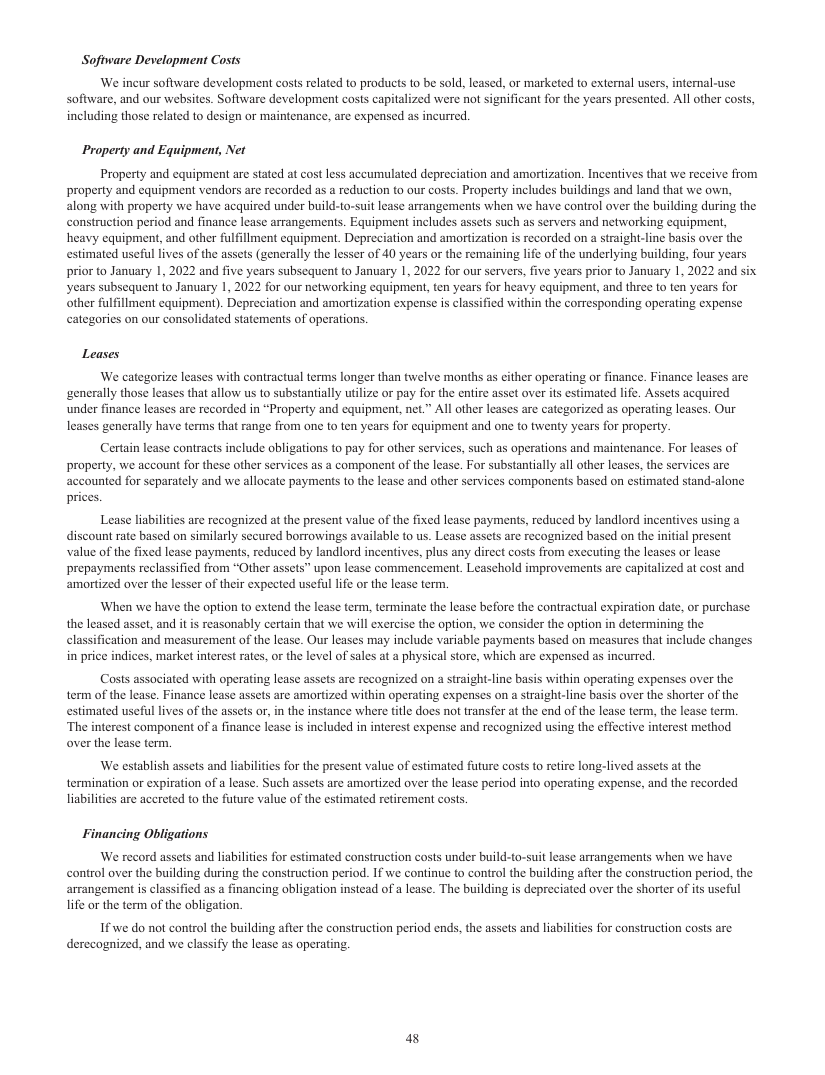 Software Development Costs
We incur software development costs related to products to be sold, leased, or marketed to external users, internal-use
software, and our websites. Software development costs capitalized were not significant for the years presented. All other costs,
including those related to design or maintenance, are expensed as incurred.
Property and Equipment, Net
Property and equipment are stated at cost less accumulated depreciation and amortization. Incentives that we receive from
property and equipment vendors are recorded as a reduction to our costs. Property includes buildings and land that we own,
along with property we have acquired under build-to-suit lease arrangements when we have control over the building during the
construction period and finance lease arrangements. Equipment includes assets such as servers and networking equipment,
heavy equipment, and other fulfillment equipment. Depreciation and amortization is recorded on a straight-line basis over the
estimated useful lives of the assets (generally the lesser of 40 years or the remaining life of the underlying building, four years
prior to January 1, 2022 and five years subsequent to January 1, 2022 for our servers, five years prior to January 1, 2022 and six
years subsequent to January 1, 2022 for our networking equipment, ten years for heavy equipment, and three to ten years for
other fulfillment equipment). Depreciation and amortization expense is classified within the corresponding operating expense
categories on our consolidated statements of operations.
Leases
We categorize leases with contractual terms longer than twelve months as either operating or finance. Finance leases are
generally those leases that allow us to substantially utilize or pay for the entire asset over its estimated life. Assets acquired
under finance leases are recorded in “Property and equipment, net.” All other leases are categorized as operating leases. Our
leases generally have terms that range from one to ten years for equipment and one to twenty years for property.
Certain lease contracts include obligations to pay for other services, such as operations and maintenance. For leases of
property, we account for these other services as a component of the lease. For substantially all other leases, the services are
accounted for separately and we allocate payments to the lease and other services components based on estimated stand-alone
prices.
Lease liabilities are recognized at the present value of the fixed lease payments, reduced by landlord incentives using a
discount rate based on similarly secured borrowings available to us. Lease assets are recognized based on the initial present
value of the fixed lease payments, reduced by landlord incentives, plus any direct costs from executing the leases or lease
prepayments reclassified from “Other assets” upon lease commencement. Leasehold improvements are capitalized at cost and
amortized over the lesser of their expected useful life or the lease term.
When we have the option to extend the lease term, terminate the lease before the contractual expiration date, or purchase
the leased asset, and it is reasonably certain that we will exercise the option, we consider the option in determining the
classification and measurement of the lease. Our leases may include variable payments based on measures that include changes
in price indices, market interest rates, or the level of sales at a physical store, which are expensed as incurred.
Costs associated with operating lease assets are recognized on a straight-line basis within operating expenses over the
term of the lease. Finance lease assets are amortized within operating expenses on a straight-line basis over the shorter of the
estimated useful lives of the assets or, in the instance where title does not transfer at the end of the lease term, the lease term.
The interest component of a finance lease is included in interest expense and recognized using the effective interest method
over the lease term.
We establish assets and liabilities for the present value of estimated future costs to retire long-lived assets at the
termination or expiration of a lease. Such assets are amortized over the lease period into operating expense, and the recorded
liabilities are accreted to the future value of the estimated retirement costs.
Financing Obligations
We record assets and liabilities for estimated construction costs under build-to-suit lease arrangements when we have
control over the building during the construction period. If we continue to control the building after the construction period, the
arrangement is classified as a financing obligation instead of a lease. The building is depreciated over the shorter of its useful
life or the term of the obligation.
If we do not control the building after the construction period ends, the assets and liabilities for construction costs are
derecognized, and we classify the lease as operating.
48